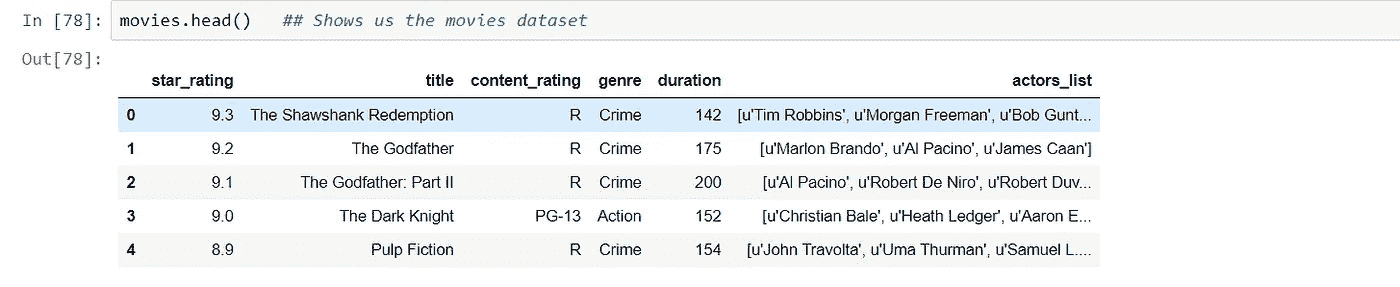 In [78]: movies.head()   ## Shows us the movies dataset
Out[78]:
star_rating title content_rating genre duration actors_list
0 9.3 The Shawshank Redemption R Crime 142 [u'Tim Robbins', u'Morgan Freeman', u'Bob Gunt...
1 9.2 The Godfather R Crime 175 [u'Marlon Brando', u'Al Pacino', u'James Caan']
2 9.1 The Godfather: Part II R Crime 200 [u'Al Pacino', u'Robert De Niro', u'Robert Duv...
3 9.0 The Dark Knight PG-13 Action 152 [u'Christian Bale', u'Heath Ledger', u'Aaron E...
4 8.9 Pulp Fiction R Crime 154 [u'John Travolta', u'Uma Thurman', u'Samuel L....